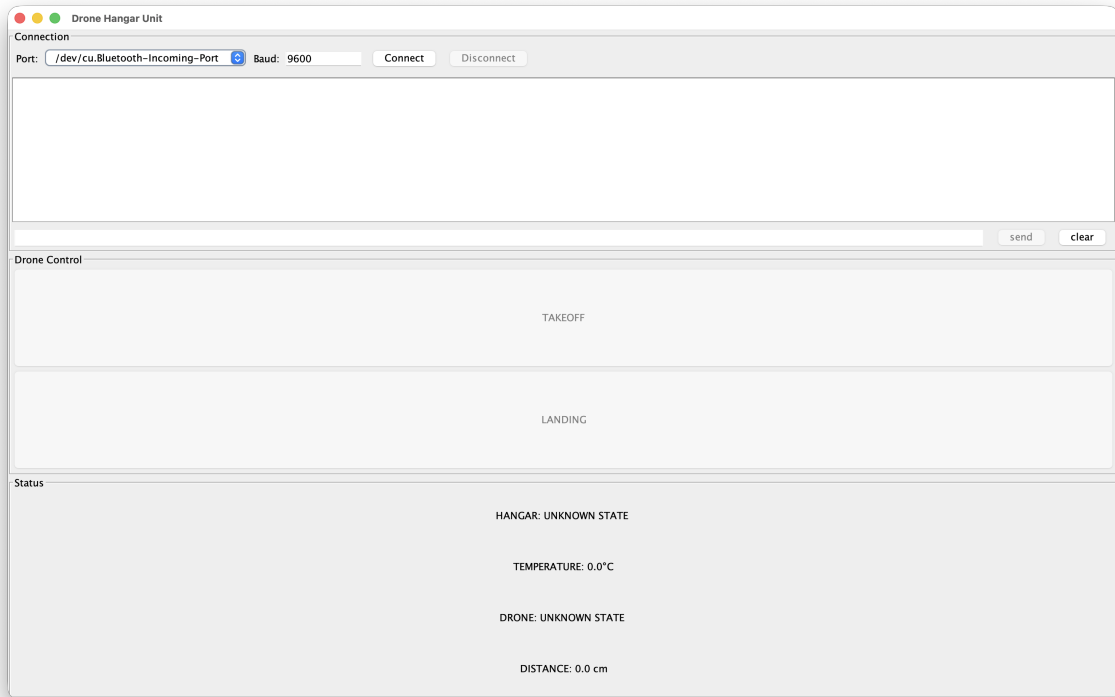 Drone Hangar Unit
Connection
Port: /dev/cu.Bluetooth-Incoming-Port Baud: 9600 Connect Disconnect
send clear
Drone Control
TAKEOFF
LANDING
Status
HANGAR: UNKNOWN STATE
TEMPERATURE: 0.0°C
DRONE: UNKNOWN STATE
DISTANCE: 0.0 cm